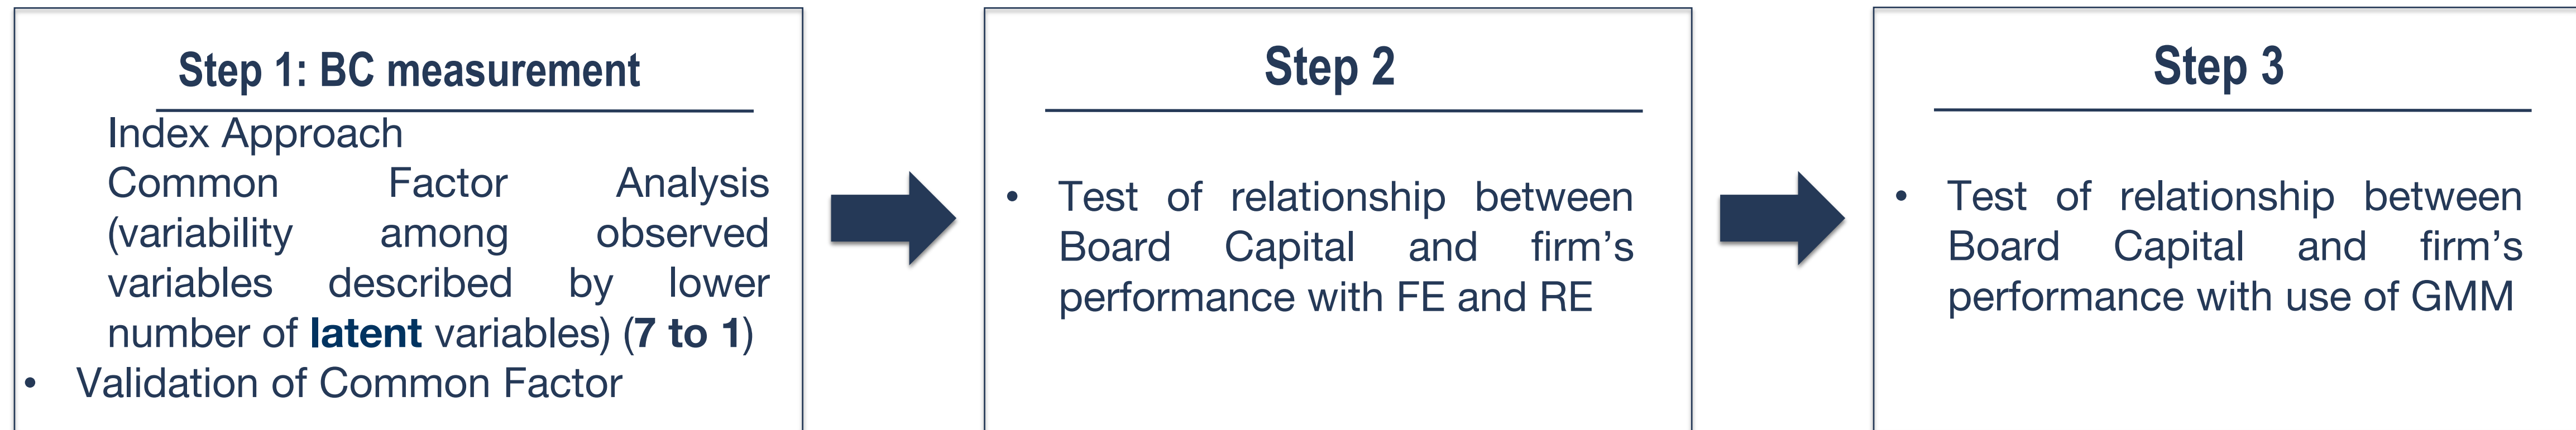 Step 1: BC measurement
Index Approach
Common Factor Analysis
(variability among observed
variables described by lower
number of latent variables) (7 to 1)
• Validation of Common Factor
Step 2
• Test of relationship between
Board Capital and firm's
performance with FE and RE
Step 3
• Test of relationship between
Board Capital and firm's
performance with use of GMM